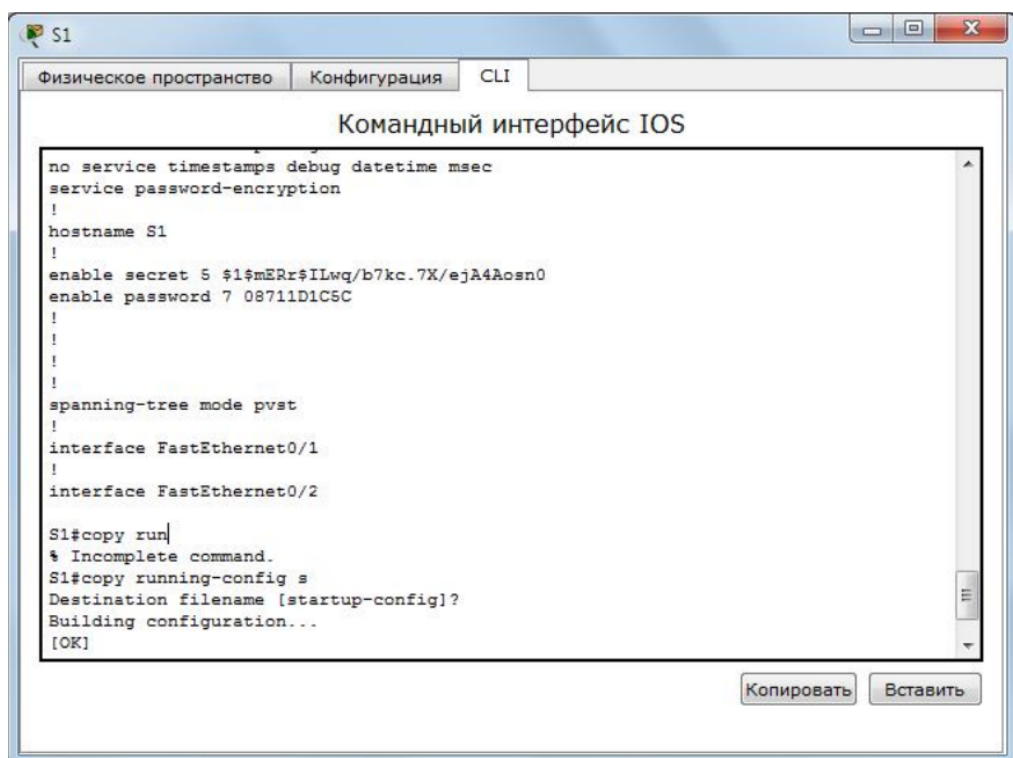 S1
Физическое пространство Конфигурация CLI
Командный интерфейс IOS
no service timestamps debug datetime msec
service password-encryption
!
hostname S1
!
enable secret 5 $1$mERr$ILwq/b7kc.7X/ejA4Aosn0
enable password 7 08711D1C5C
!
!
!
!
spanning-tree mode pvst
!
interface FastEthernet0/1
!
interface FastEthernet0/2
S1#copy run
% Incomplete command.
S1#copy running-config s
Destination filename [startup-config]?
Building configuration...
[OK]
Копировать Вставить